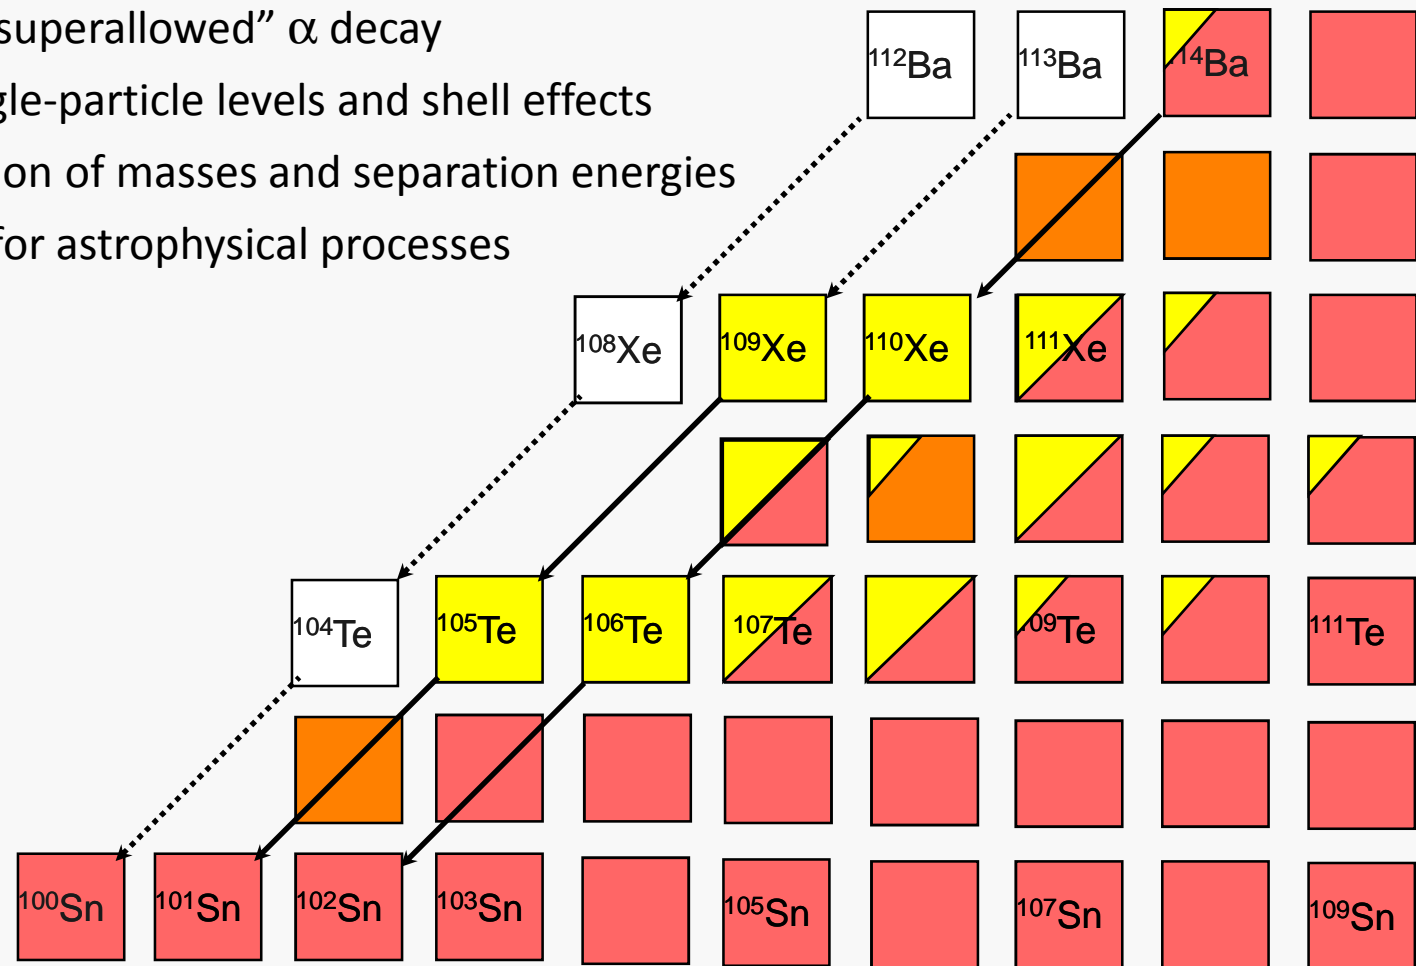 superallowed” α decay
gle-particle levels and shell effects
on of masses and separation energies
for astrophysical processes
¹¹²Ba ¹¹³Ba ¹⁴Ba
¹⁰⁸Xe ¹⁰⁹Xe ¹¹⁰Xe ¹¹¹Xe
¹⁰⁴Te ¹⁰⁵Te ¹⁰⁶Te ¹⁰⁷Te ⁰⁹Te ¹¹¹Te
¹⁰⁰Sn ¹⁰¹Sn ¹⁰²Sn ¹⁰³Sn ¹⁰⁵Sn ¹⁰⁷Sn ¹⁰⁹Sn